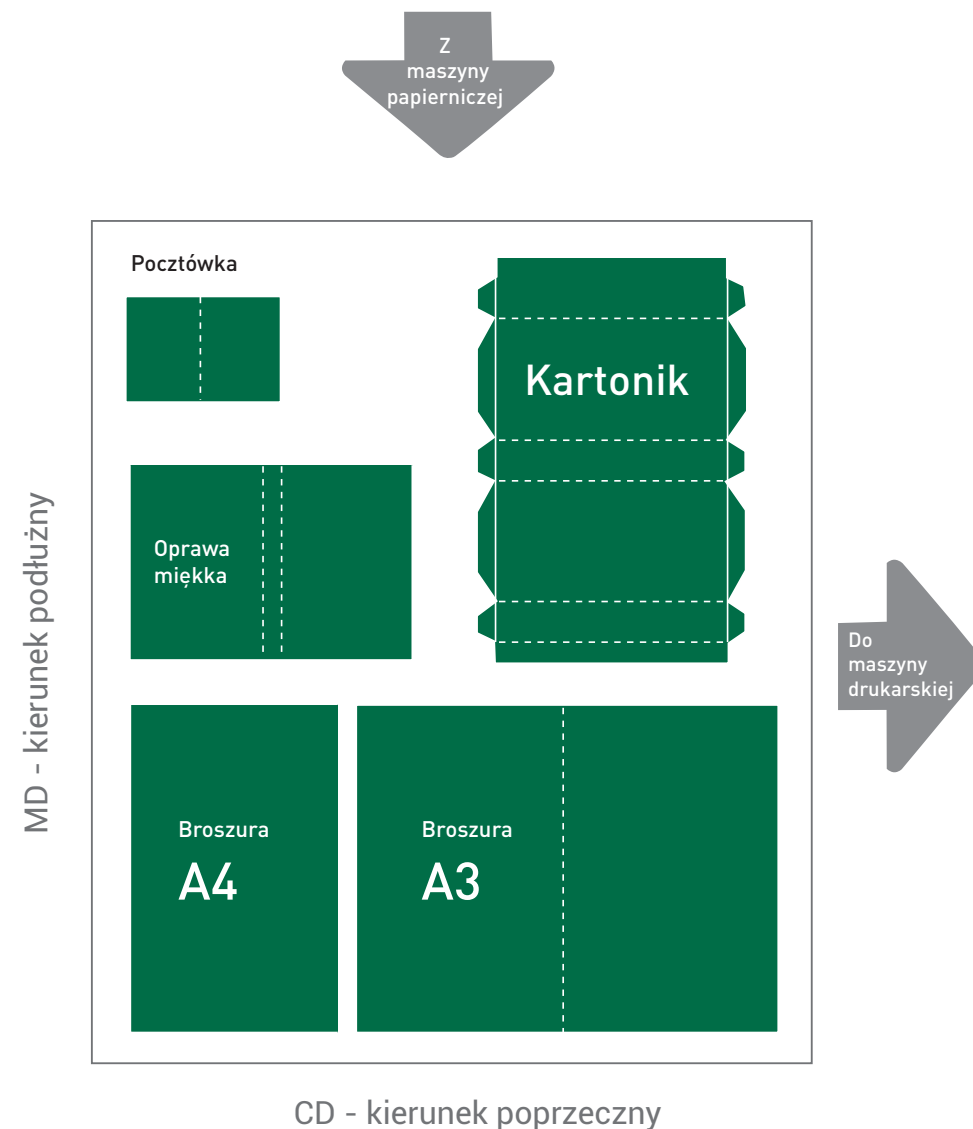 Z
maszyny
papierniczej
Pocztówka
Kartonik
Oprawa
miękka
MD - kierunek podłużny
Do
maszyny
drukarskiej
Broszura
A4
Broszura
A3
CD - kierunek poprzeczny